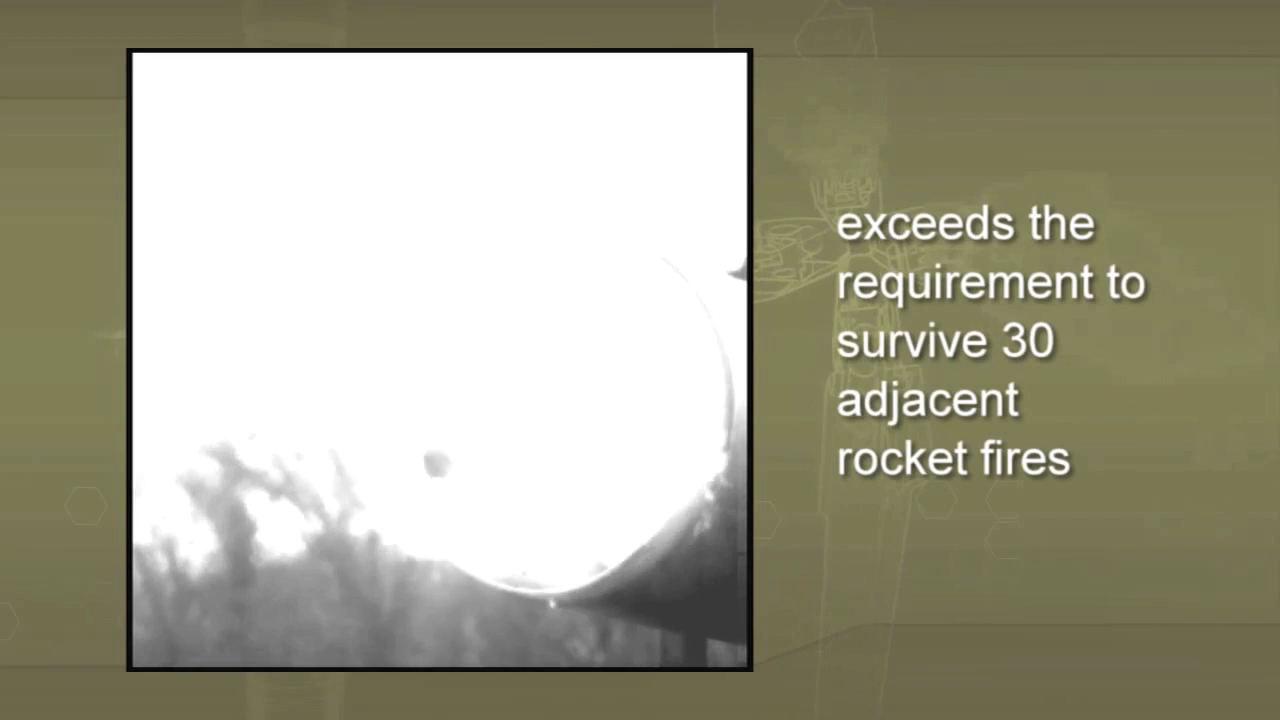 exceeds the
requirement to
survive 30
adjacent
rocket fires